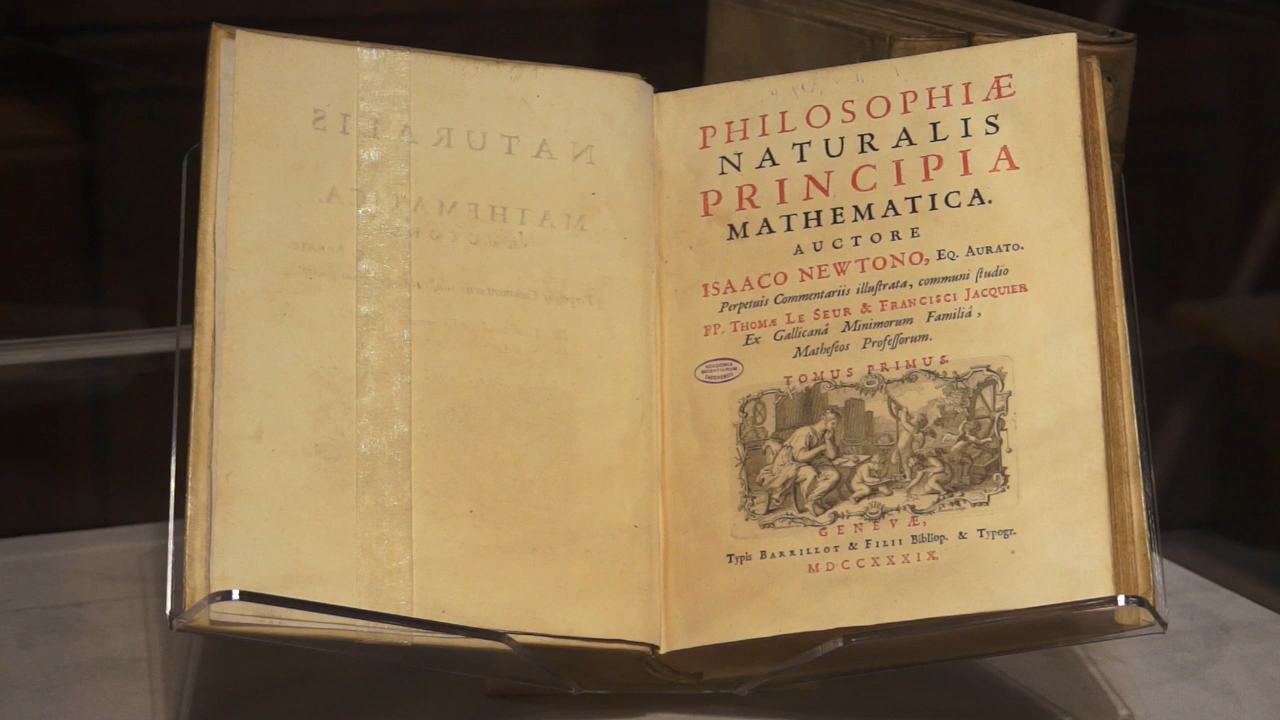 PHILOSOPHIÆ
NATURALIS
PRINCIPIA
MATHEMATICA.
AUCTORE
ISAACO NEWTONO, EQ. AURATO.
Perpetuis Commentariis illuſtrata, communi ſtudio
PP. THOMÆ LE SEUR & FRANCISCI JACQUIER
Ex Gallicanâ Minimorum Familiâ,
Matheſeos Profeſſorum.
TOMUS PRIMUS.
GENEVÆ,
Typis BARRILLOT & FILII Bibliop. & Typogr.
MDCCXXXIX.